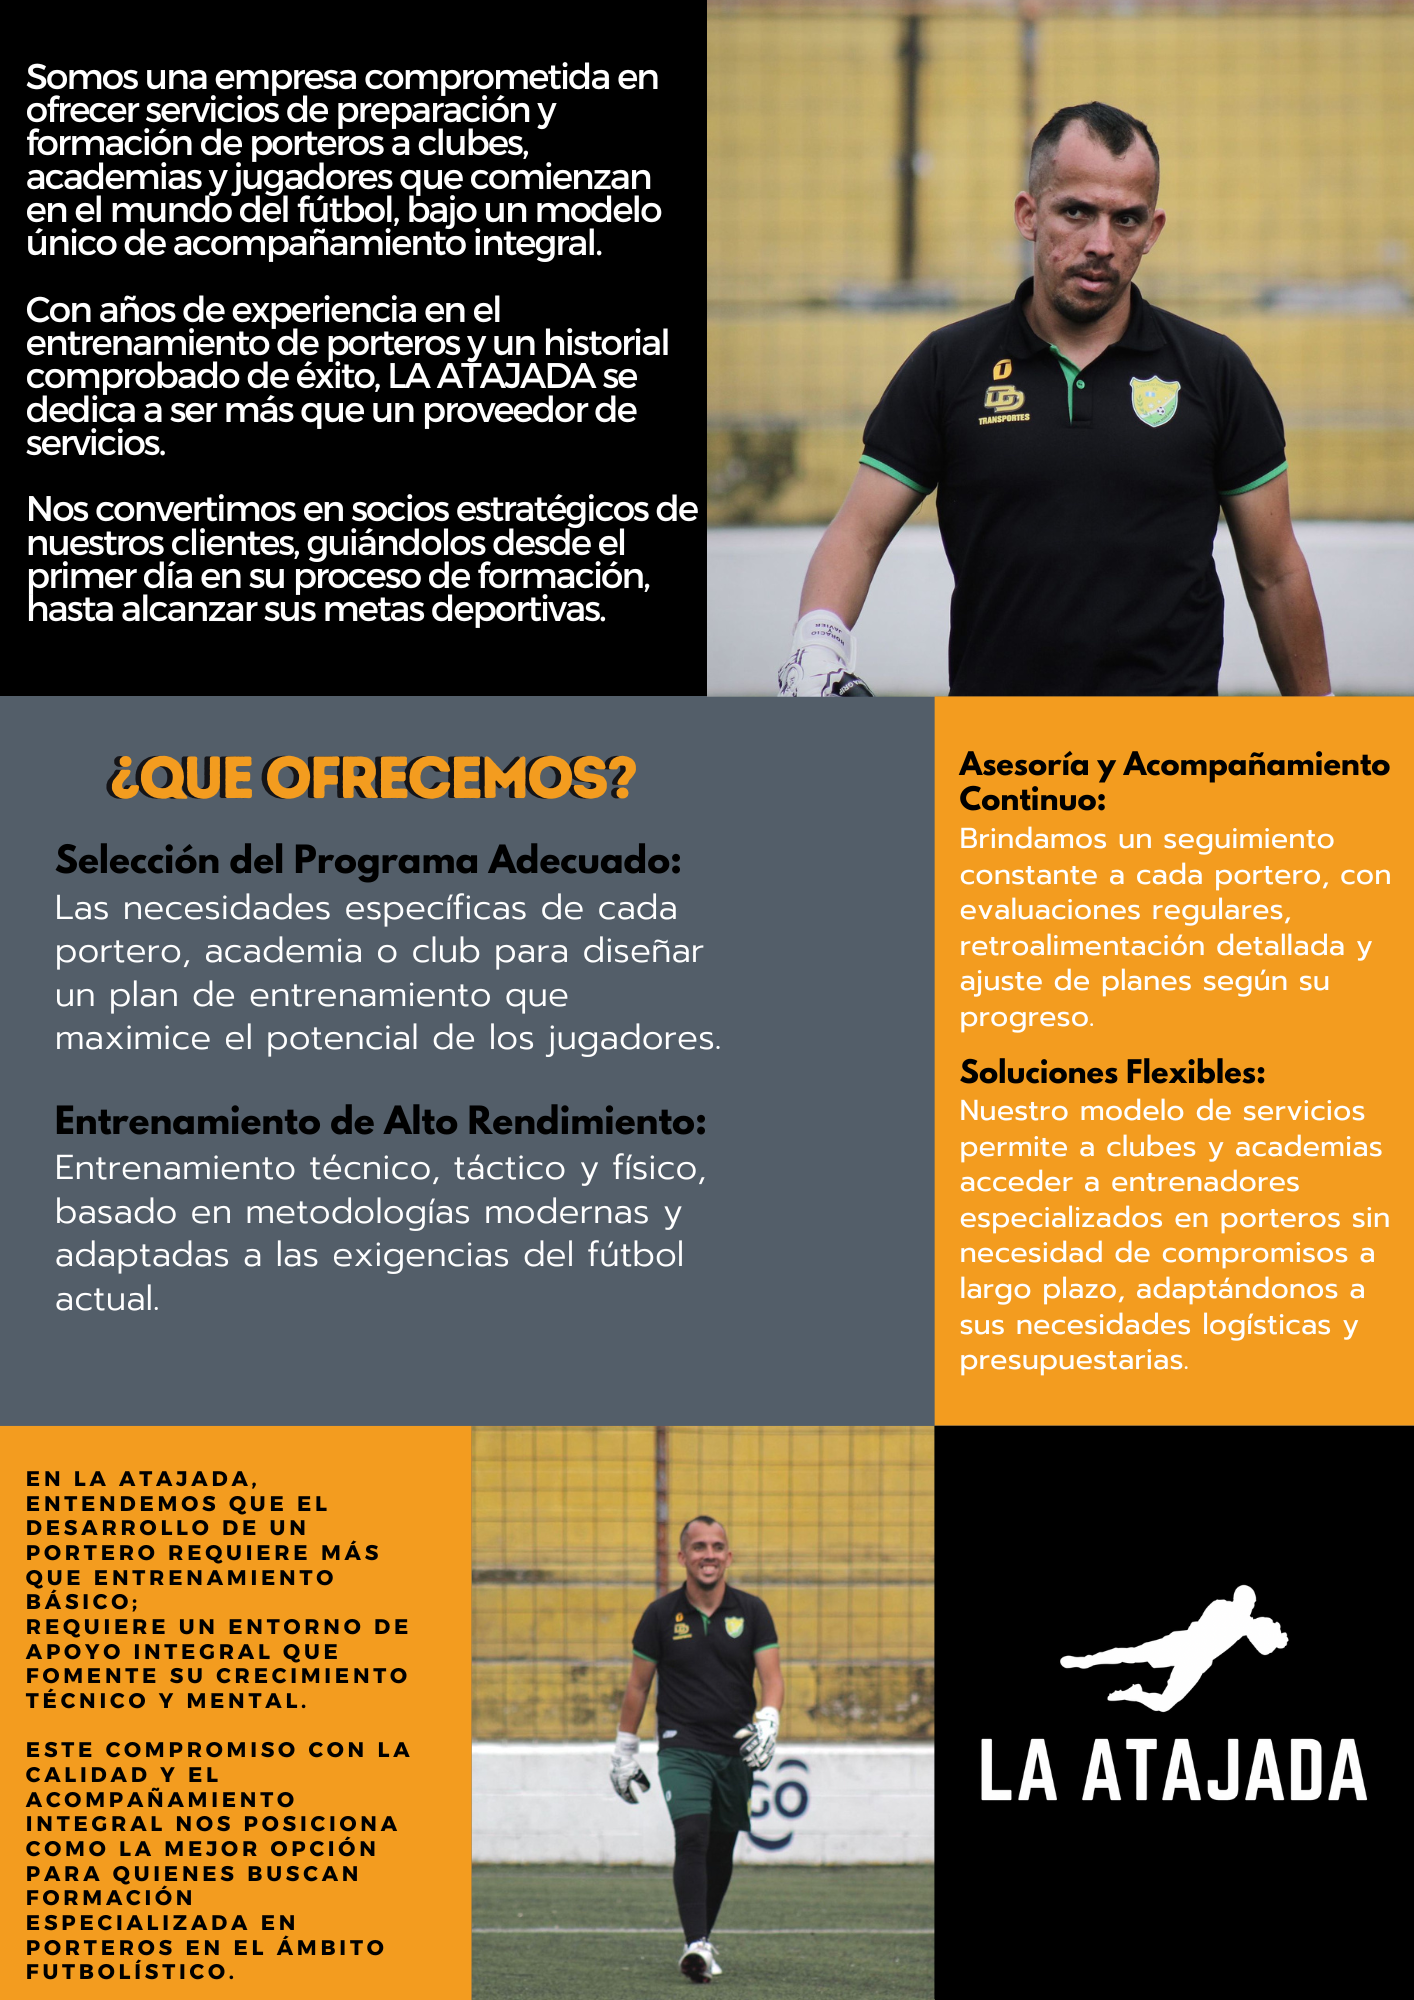 Somos una empresa comprometida en
ofrecer servicios de preparación y
formación de porteros a clubes,
academias y jugadores que comienzan
en el mundo del fútbol, bajo un modelo
único de acompañamiento integral.
Con años de experiencia en el
entrenamiento de porteros y un historial
comprobado de éxito, LA ATAJADA se
dedica a ser más que un proveedor de
servicios.
Nos convertimos en socios estratégicos de
nuestros clientes, guiándolos desde el
primer día en su proceso de formación,
hasta alcanzar sus metas deportivas.
TRANSPORTES
HORACIO
Y
JAVIER
¿QUE OFRECEMOS?
Selección del Programa Adecuado:
Las necesidades específicas de cada
portero, academia o club para diseñar
un plan de entrenamiento que
maximice el potencial de los jugadores.
Entrenamiento de Alto Rendimiento:
Entrenamiento técnico, táctico y físico,
basado en metodologías modernas y
adaptadas a las exigencias del fútbol
actual.
Asesoría y Acompañamiento
Continuo:
Brindamos un seguimiento
constante a cada portero, con
evaluaciones regulares,
retroalimentación detallada y
ajuste de planes según su
progreso.
Soluciones Flexibles:
Nuestro modelo de servicios
permite a clubes y academias
acceder a entrenadores
especializados en porteros sin
necesidad de compromisos a
largo plazo, adaptándonos a
sus necesidades logísticas y
presupuestarias.
EN LA ATAJADA,
ENTENDEMOS QUE EL
DESARROLLO DE UN
PORTERO REQUIERE MÁS
QUE ENTRENAMIENTO
BÁSICO;
REQUIERE UN ENTORNO DE
APOYO INTEGRAL QUE
FOMENTE SU CRECIMIENTO
TÉCNICO Y MENTAL.
ESTE COMPROMISO CON LA
CALIDAD Y EL
ACOMPAÑAMIENTO
INTEGRAL NOS POSICIONA
COMO LA MEJOR OPCIÓN
PARA QUIENES BUSCAN
FORMACIÓN
ESPECIALIZADA EN
PORTEROS EN EL ÁMBITO
FUTBOLÍSTICO.
LA ATAJADA